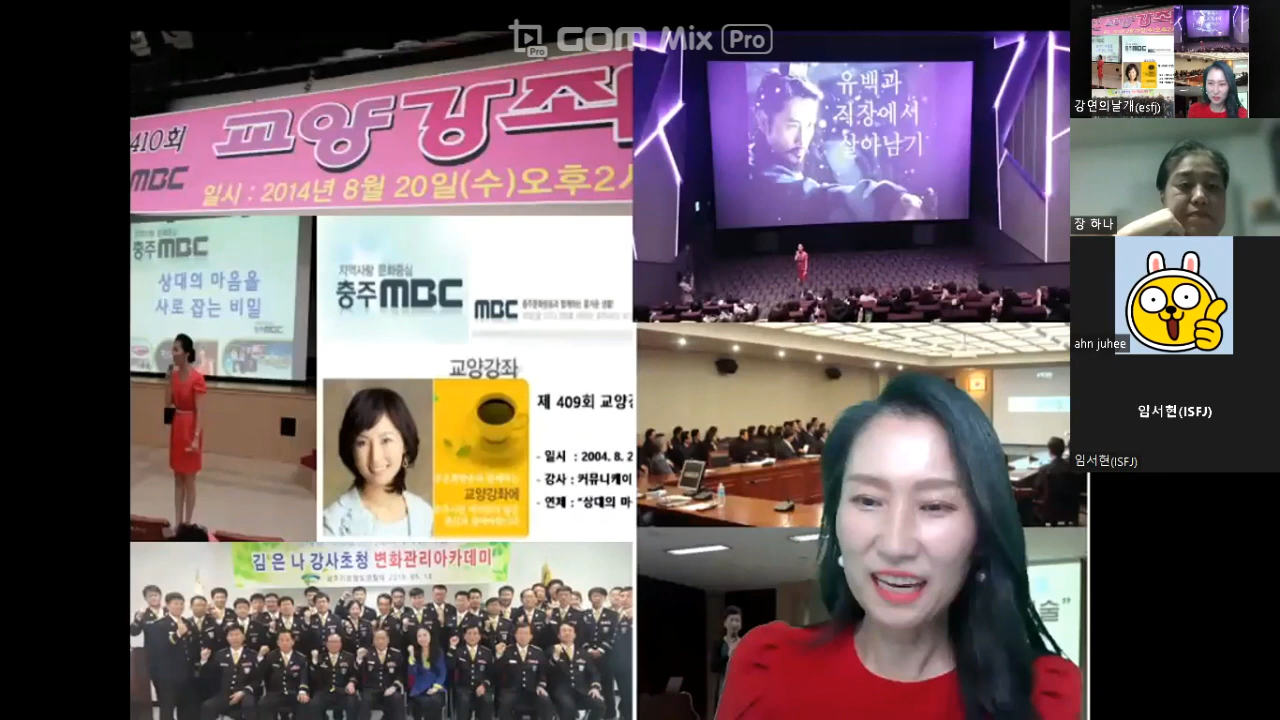 GOM Mix Pro
410회
MBC
교양강좌
일시 : 2014년 8월 20일(수)오후2시
유백과
직장에서
살아남기
충주MBC
상대의 마음을
사로 잡는 비밀
지역사랑 문화중심
충주MBC
MBC
교양강좌
제 409회 교양강
- 일시 : 2004. 8. 2
- 강사 : 커뮤니케이
- 연제 : "상대의 마
교양강좌에
김 은 나 강사초청 변화관리아카데미
술"
강연의날개(esfj)
장 하나
ahn juhee
임서현(ISFJ)
임서현(ISFJ)